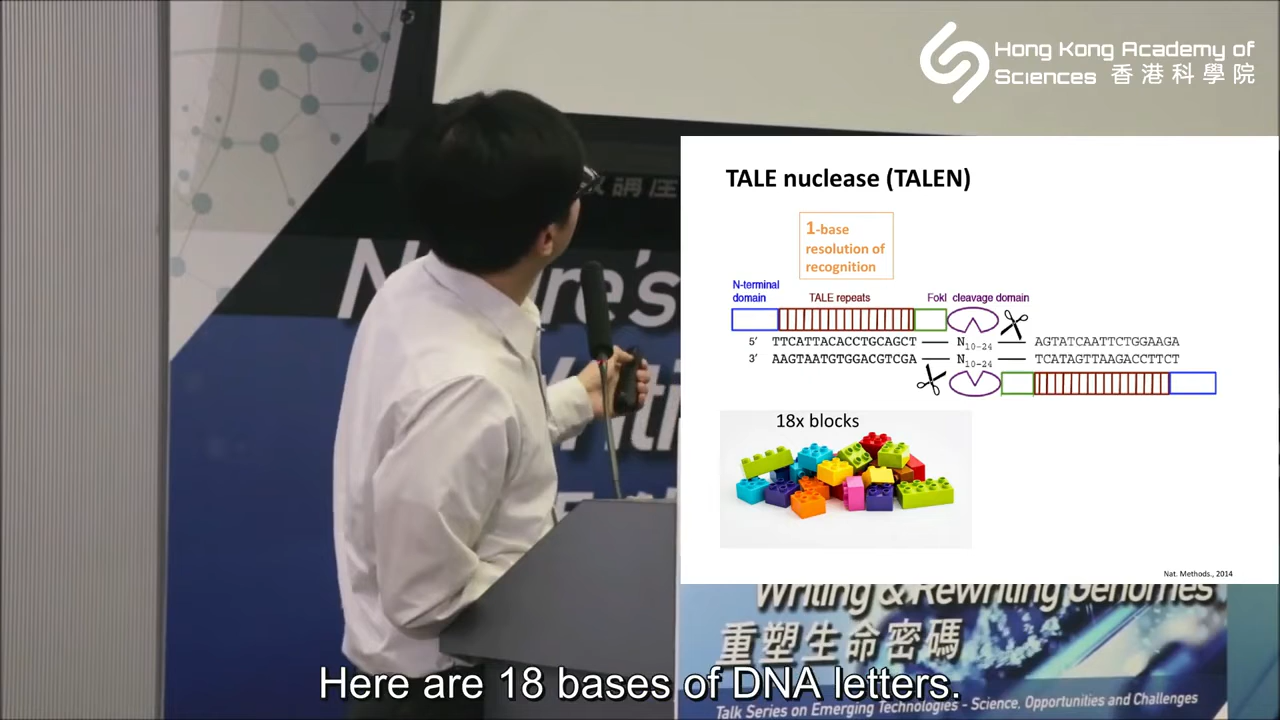 Hong Kong Academy of
Sciences 香港科學院
TALE nuclease (TALEN)
1-base
resolution of
recognition
N-terminal
domain
TALE repeats
FokI cleavage domain
5′ TTCATTACACCTGCAGCT — N10-24 — AGTATCAATTCTGGAAGA
3′ AAGTAATGTGGACGTCGA — N10-24 — TCATAGTTAAGACCTTCT
18x blocks
Nat. Methods., 2014
Writing & Rewriting Genomes
重塑生命密碼
Here are 18 bases of DNA letters.
Talk Series on Emerging Technologies - Science, Opportunities and Challenges